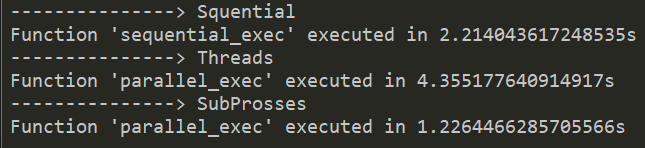 ---------------> Squential
Function 'sequential_exec' executed in 2.214043617248535s
---------------> Threads
Function 'parallel_exec' executed in 4.355177640914917s
---------------> SubProsses
Function 'parallel_exec' executed in 1.2264466285705566s